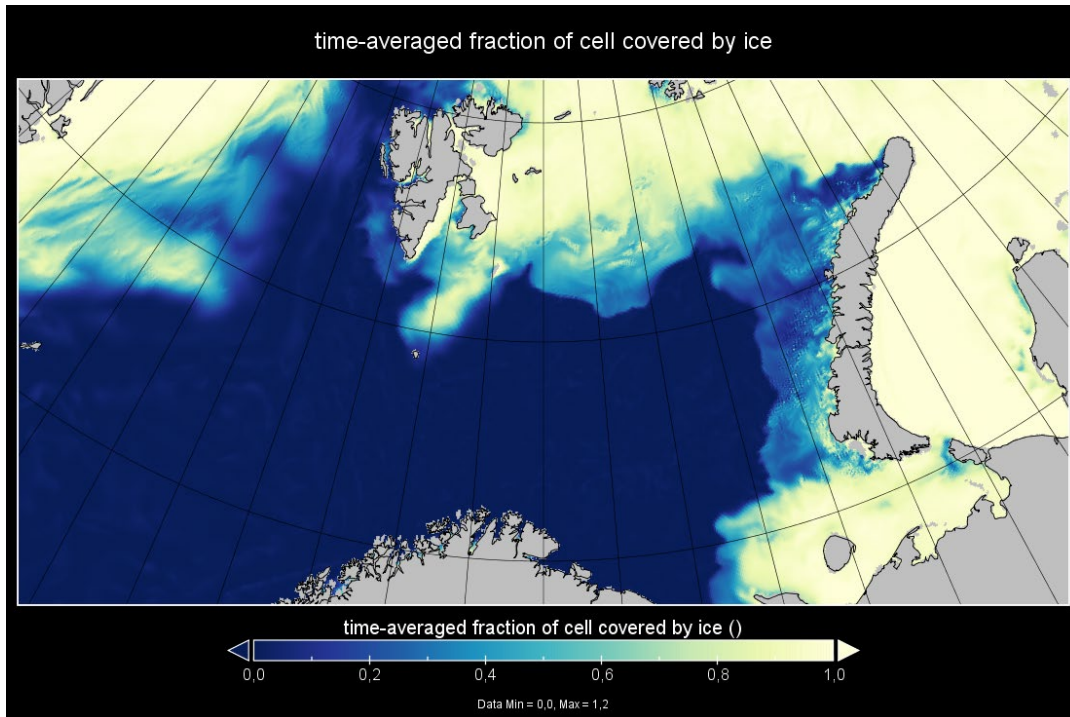 time-averaged fraction of cell covered by ice
time-averaged fraction of cell covered by ice ()
0,0 0,2 0,4 0,6 0,8 1,0
Data Min = 0,0, Max = 1,2